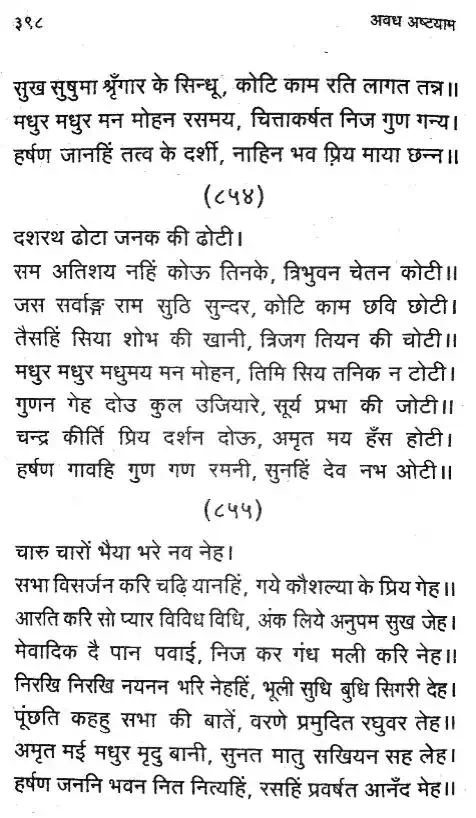 ३९८ अवध अष्टयाम
सुख सुषुमा श्रृँगार के सिन्धू, कोटि काम रति लागत तन्न॥
मधुर मधुर मन मोहन रसमय, चित्ताकर्षत निज गुण गन्य।
हर्षण जानहिं तत्व के दर्शी, नाहिन भव प्रिय माया छन्न॥
(८५४)
दशरथ ढोटा जनक की ढोटी।
सम अतिशय नहिं कोऊ तिनके, त्रिभुवन चेतन कोटी॥
जस सर्वाङ्ग राम सुठि सुन्दर, कोटि काम छवि छोटी।
तैसहिं सिया शोभ की खानी, त्रिजग तियन की चोटी॥
मधुर मधुर मधुमय मन मोहन, तिमि सिय तनिक न टोटी।
गुणन गेह दोउ कुल उजियारे, सूर्य प्रभा की जोटी॥
चन्द्र कीर्ति प्रिय दर्शन दोऊ, अमृत मय हँस होटी।
हर्षण गावहि गुण गण रमनी, सुनहिं देव नभ ओटी॥
(८५५)
चारु चारों भैया भरे नव नेह।
सभा विसर्जन करि चढ़ि यानहिं, गये कौशल्या के प्रिय गेह॥
आरति करि सो प्यार विविध विधि, अंक लिये अनुपम सुख जेह।
मेवादिक दै पान पवाई, निज कर गंध मली करि नेह॥
निरखि निरखि नयनन भरि नेहहिं, भूली सुधि बुधि सिगरी देह।
पूंछति कहहु सभा की बातें, वरणे प्रमुदित रघुवर तेह॥
अमृत मई मधुर मृदु बानी, सुनत मातु सखियन सह लेह।
हर्षण जननि भवन नित नित्यहिं, रसहिं प्रवर्षत आनँद मेह॥